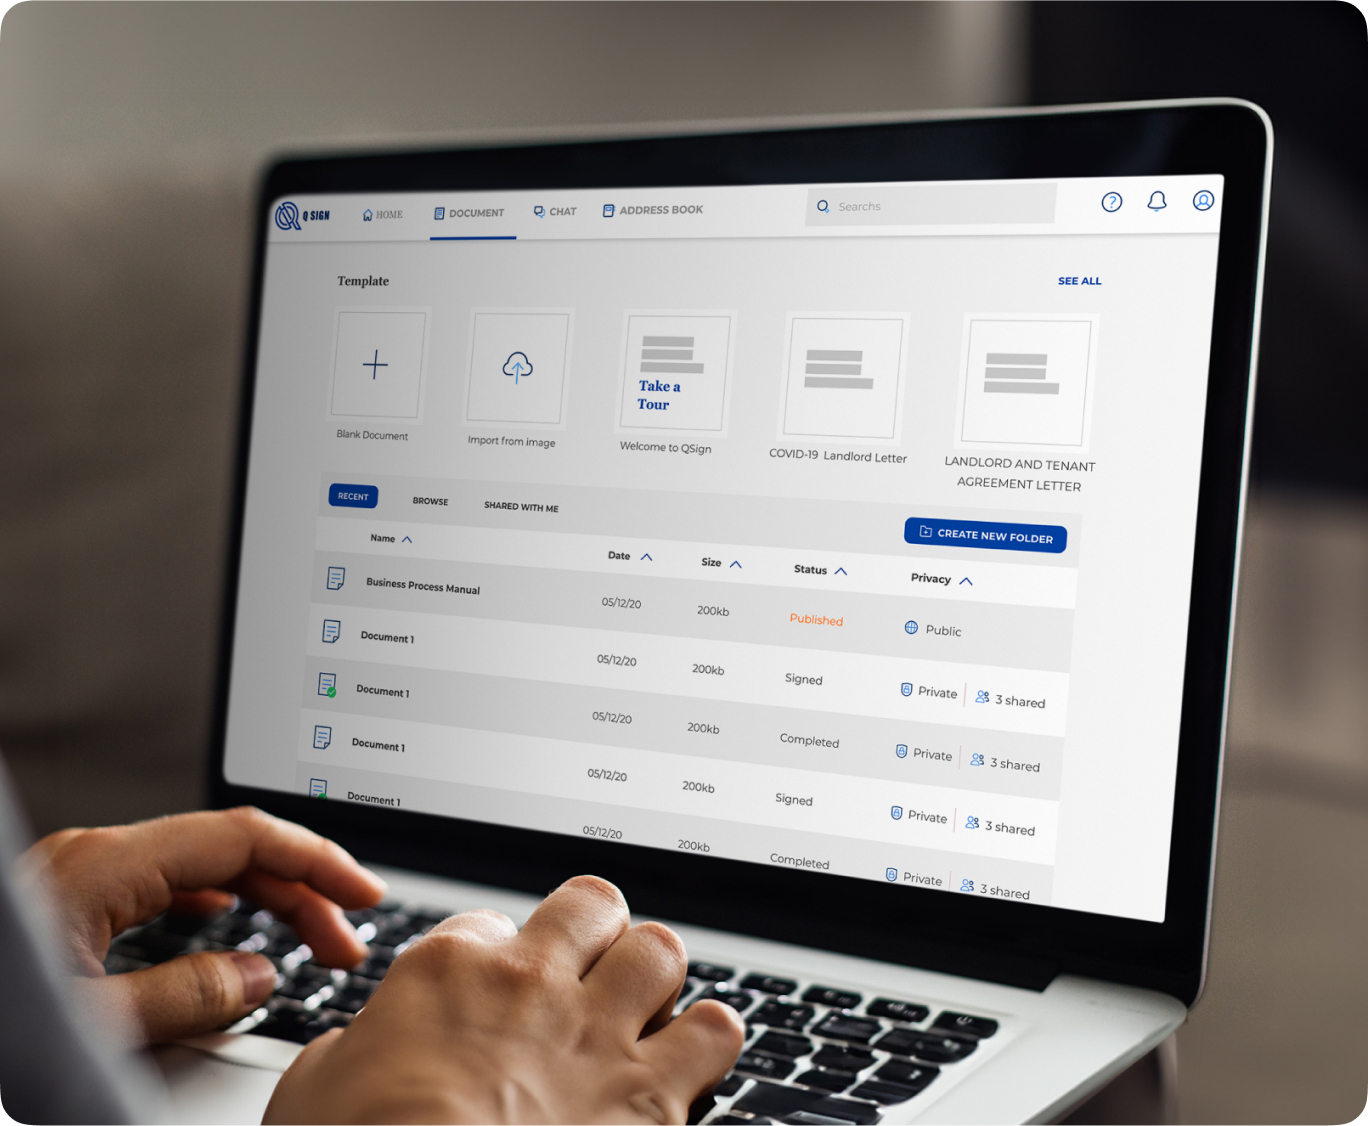 Q SIGN
HOME
DOCUMENT
CHAT
ADDRESS BOOK
Searchs
Template
SEE ALL
Take a
Tour
Blank Document
Import from image
Welcome to QSign
COVID-19 Landlord Letter
LANDLORD AND TENANT
AGREEMENT LETTER
RECENT
BROWSE
SHARED WITH ME
CREATE NEW FOLDER
Name
Date
Size
Status
Privacy
Business Process Manual
05/12/20
200kb
Published
Public
Document 1
05/12/20
200kb
Signed
Private
3 shared
Document 1
05/12/20
200kb
Completed
Private
3 shared
Document 1
05/12/20
200kb
Signed
Private
3 shared
Document 1
05/12/20
200kb
Completed
Private
3 shared